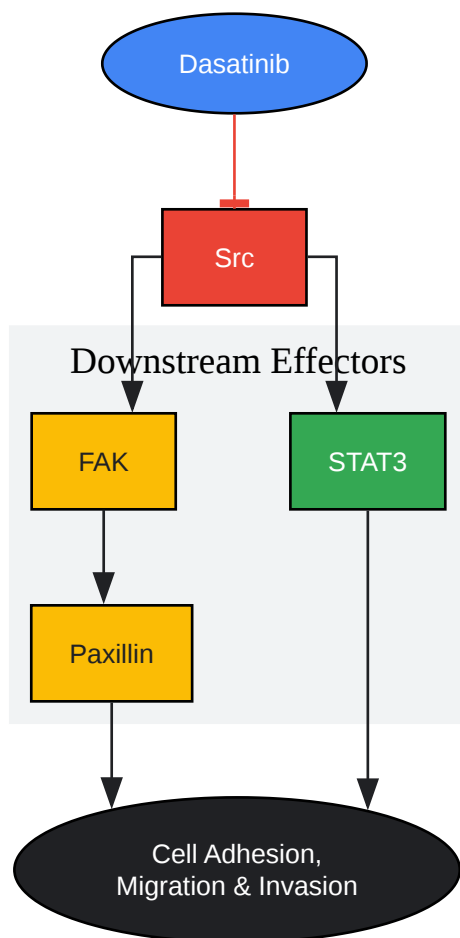 Dasatinib
Src
Downstream Effectors
FAK
STAT3
Paxillin
Cell Adhesion,
Migration & Invasion